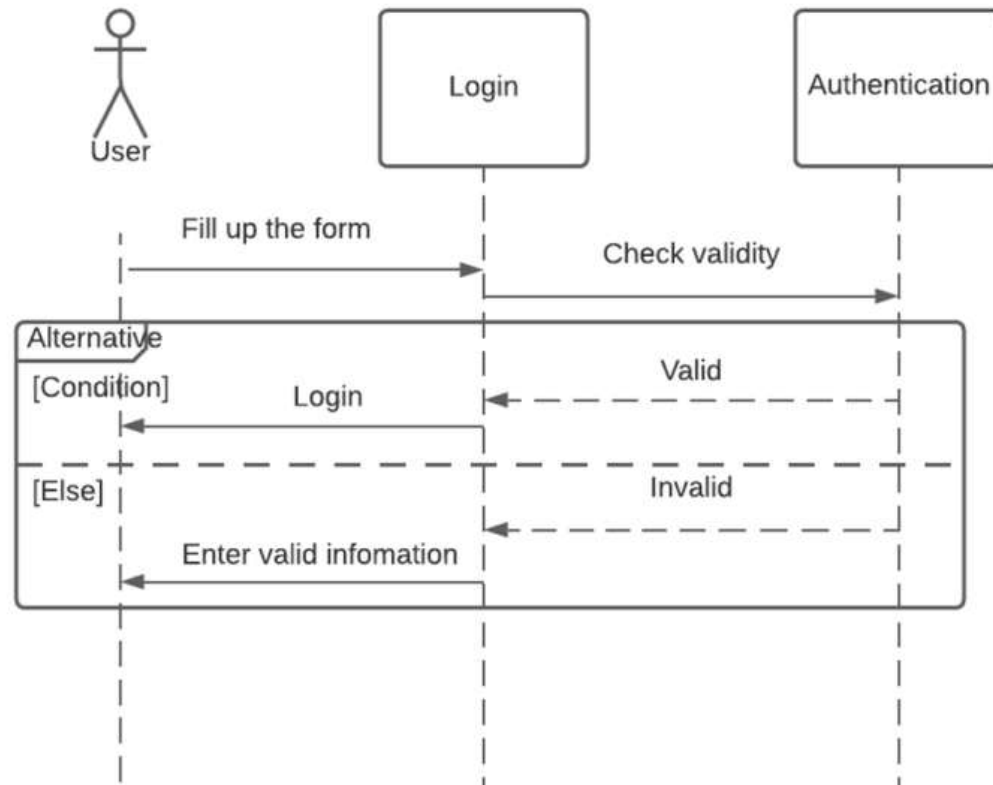 Login
Authentication
User
Fill up the form
Check validity
Alternative
[Condition]
Valid
Login
[Else]
Invalid
Enter valid infomation